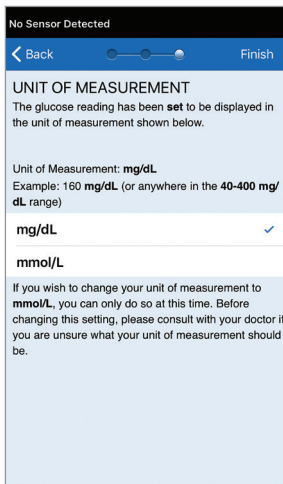 No Sensor Detected
Back Finish
UNIT OF MEASUREMENT
The glucose reading has been set to be displayed in
the unit of measurement shown below.
Unit of Measurement: mg/dL
Example: 160 mg/dL (or anywhere in the 40-400 mg/
dL range)
mg/dL
mmol/L
If you wish to change your unit of measurement to
mmol/L, you can only do so at this time. Before
changing this setting, please consult with your doctor if
you are unsure what your unit of measurement should
be.